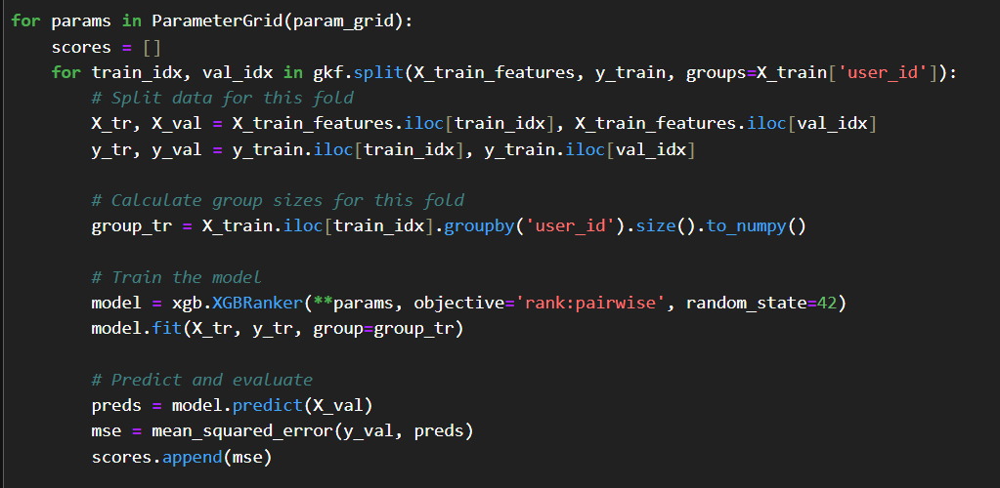 for params in ParameterGrid(param_grid):
    scores = []
    for train_idx, val_idx in gkf.split(X_train_features, y_train, groups=X_train['user_id']):
        # Split data for this fold
        X_tr, X_val = X_train_features.iloc[train_idx], X_train_features.iloc[val_idx]
        y_tr, y_val = y_train.iloc[train_idx], y_train.iloc[val_idx]

        # Calculate group sizes for this fold
        group_tr = X_train.iloc[train_idx].groupby('user_id').size().to_numpy()

        # Train the model
        model = xgb.XGBRanker(**params, objective='rank:pairwise', random_state=42)
        model.fit(X_tr, y_tr, group=group_tr)

        # Predict and evaluate
        preds = model.predict(X_val)
        mse = mean_squared_error(y_val, preds)
        scores.append(mse)